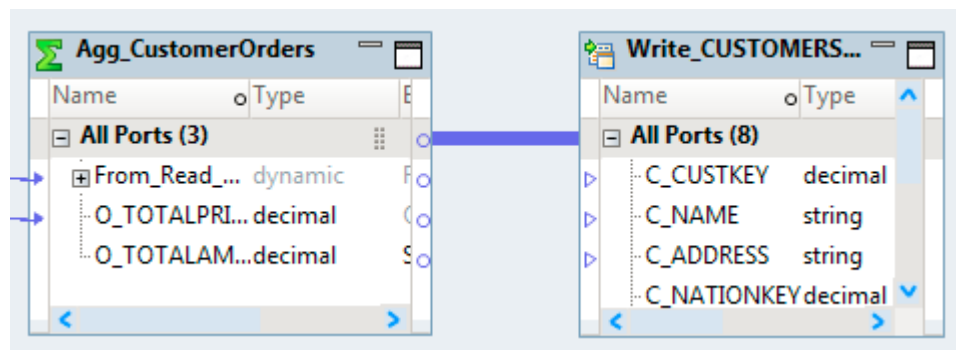 Agg_CustomerOrders
Name Type E
All Ports (3)
From_Read_... dynamic
O_TOTALPRI... decimal
O_TOTALAM... decimal
Write_CUSTOMERS...
Name Type
All Ports (8)
C_CUSTKEY decimal
C_NAME string
C_ADDRESS string
C_NATIONKEY decimal